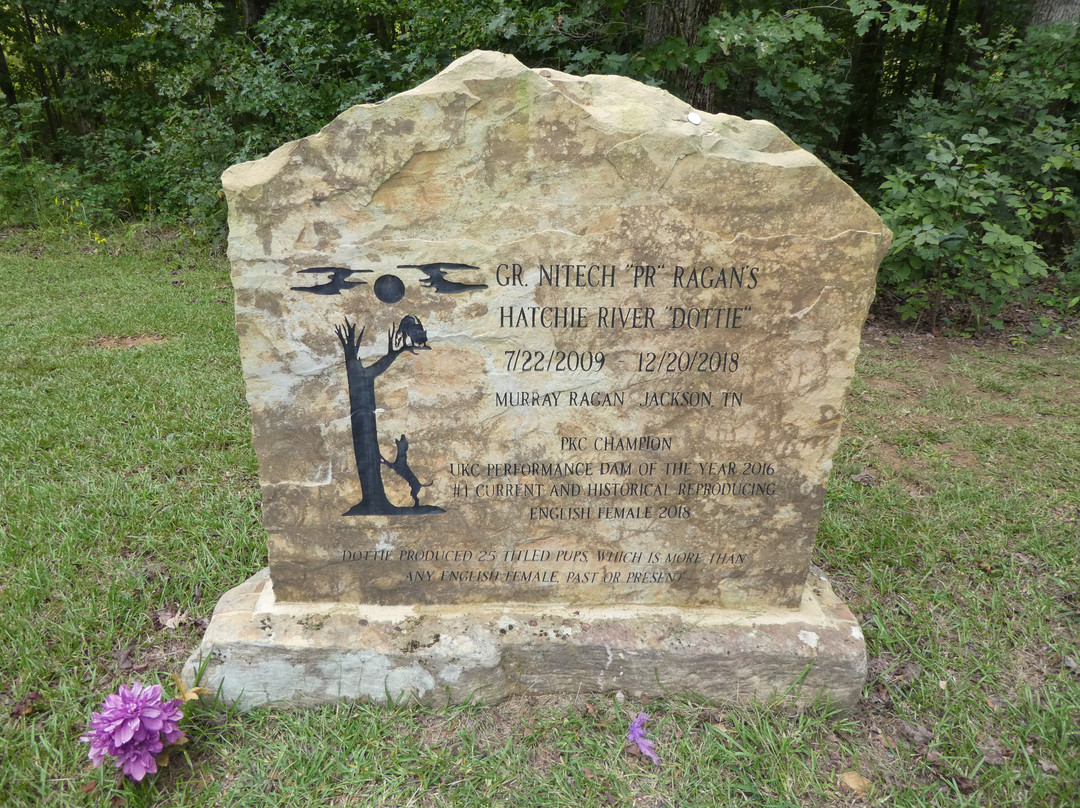 GR. NITECH "PR" RAGAN'S
HATCHIE RIVER "DOTTIE"
7/22/2009 - 12/20/2018
MURRAY RAGAN JACKSON, TN
PKC CHAMPION
UKC PERFORMANCE DAM OF THE YEAR 2016
#1 CURRENT AND HISTORICAL REPRODUCING
ENGLISH FEMALE 2018
"DOTTIE PRODUCED 25 TITLED PUPS, WHICH IS MORE THAN
ANY ENGLISH FEMALE, PAST OR PRESENT"